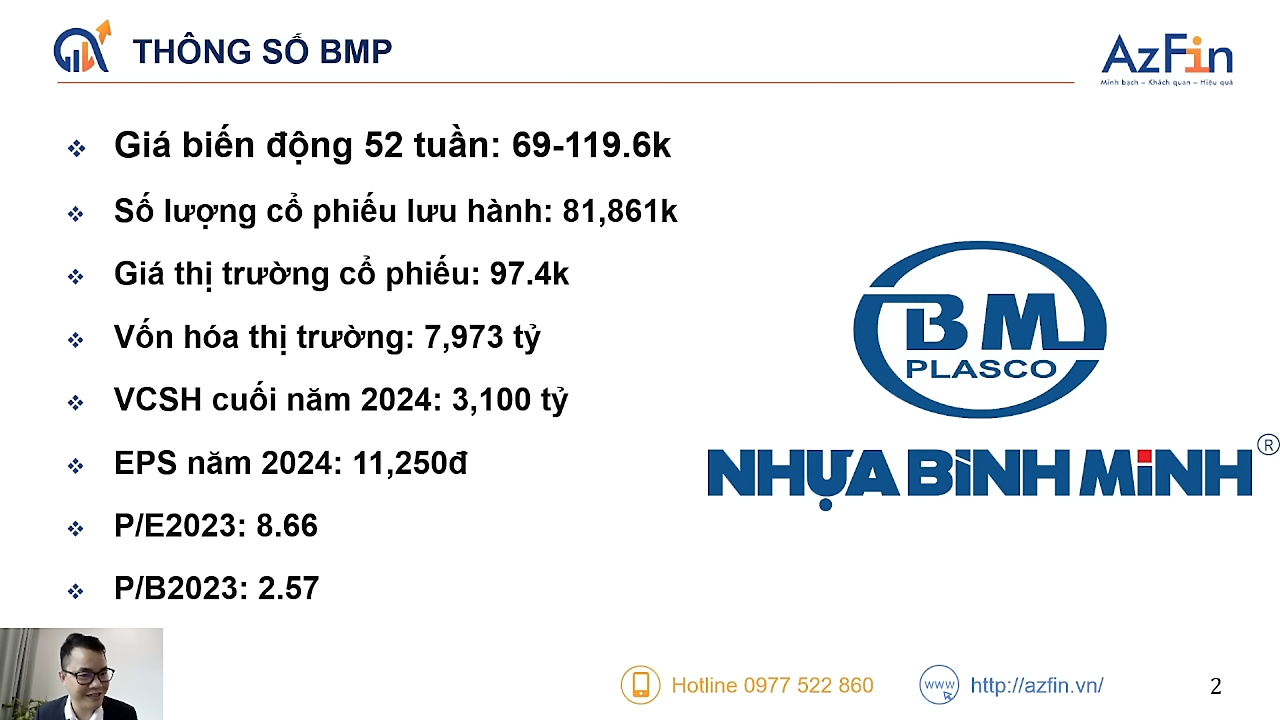 THÔNG SỐ BMP
AzFin
Minh bạch – Khách quan – Hiệu quả
Giá biến động 52 tuần: 69-119.6k
Số lượng cổ phiếu lưu hành: 81,861k
Giá thị trường cổ phiếu: 97.4k
Vốn hóa thị trường: 7,973 tỷ
VCSH cuối năm 2024: 3,100 tỷ
EPS năm 2024: 11,250đ
P/E2023: 8.66
P/B2023: 2.57
BM
PLASCO
NHỰA BÌNH MINH ®
Hotline 0977 522 860
www
http://azfin.vn/
2